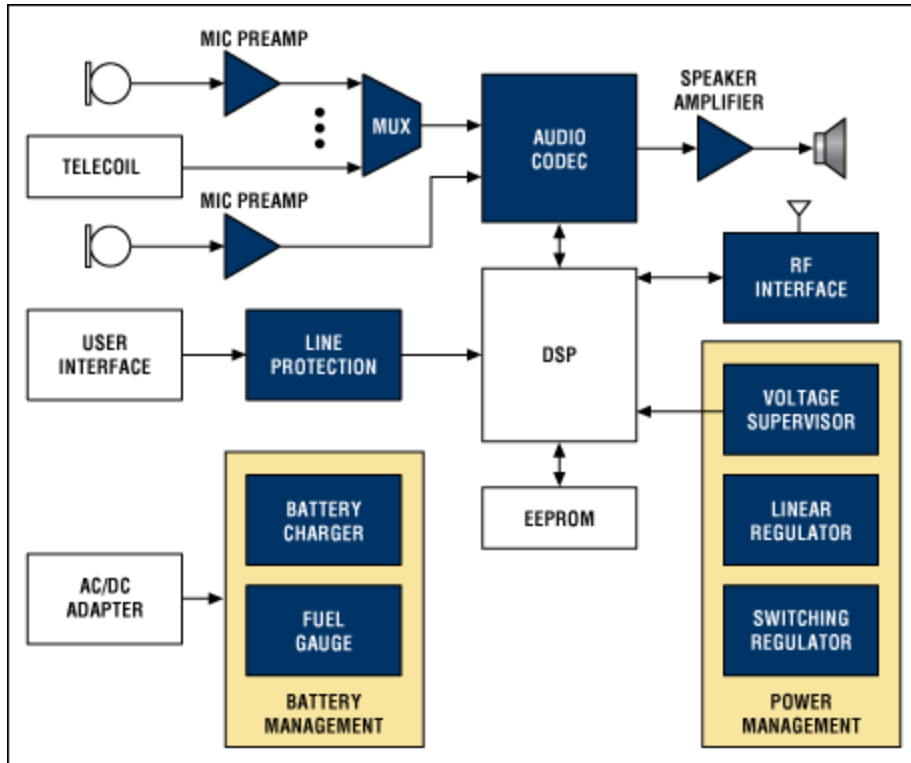 MIC PREAMP
MUX
TELECOIL
MIC PREAMP
AUDIO
CODEC
SPEAKER
AMPLIFIER
RF
INTERFACE
USER
INTERFACE
LINE
PROTECTION
DSP
EEPROM
AC/DC
ADAPTER
BATTERY
CHARGER
FUEL
GAUGE
BATTERY
MANAGEMENT
VOLTAGE
SUPERVISOR
LINEAR
REGULATOR
SWITCHING
REGULATOR
POWER
MANAGEMENT